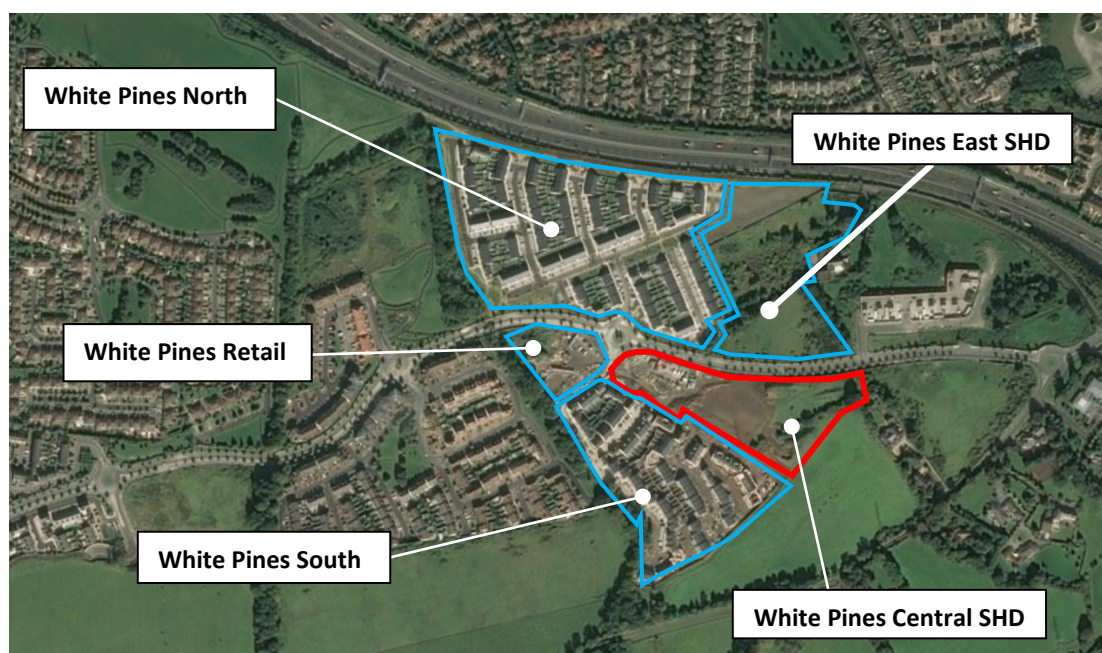 White Pines North
White Pines East SHD
White Pines Retail
White Pines South
White Pines Central SHD